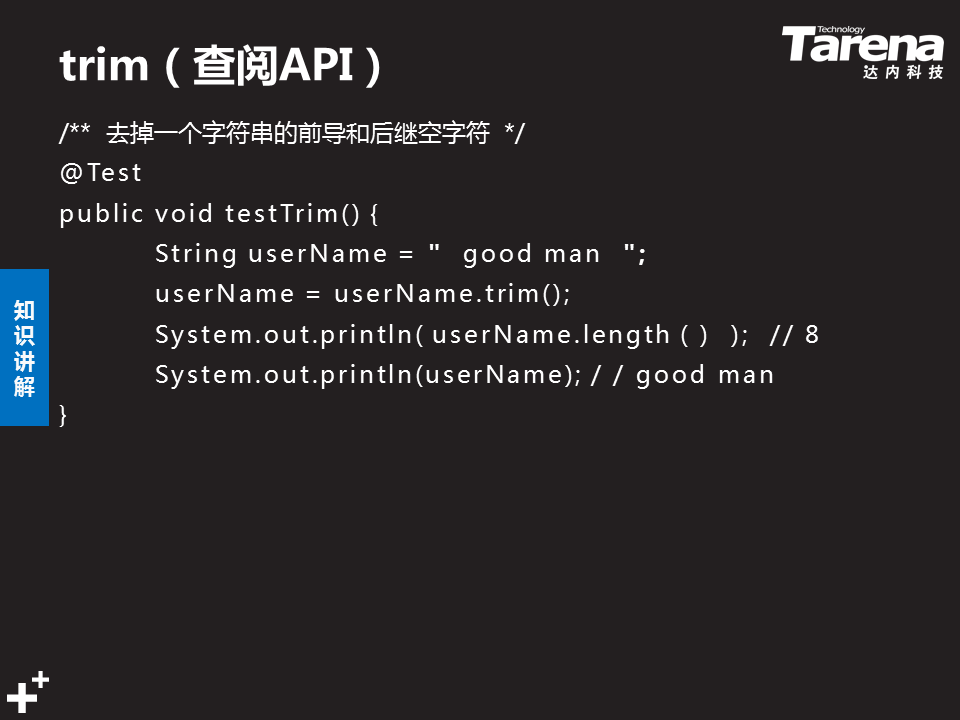 trim（查阅API）
Technology
Tarena
达内科技
/** 去掉一个字符串的前导和后继空字符 */
@Test
public void testTrim() {
String userName = "  good man  ";
userName = userName.trim();
System.out.println( userName.length ( )  );  // 8
System.out.println(userName); / / good man
}
知识讲解